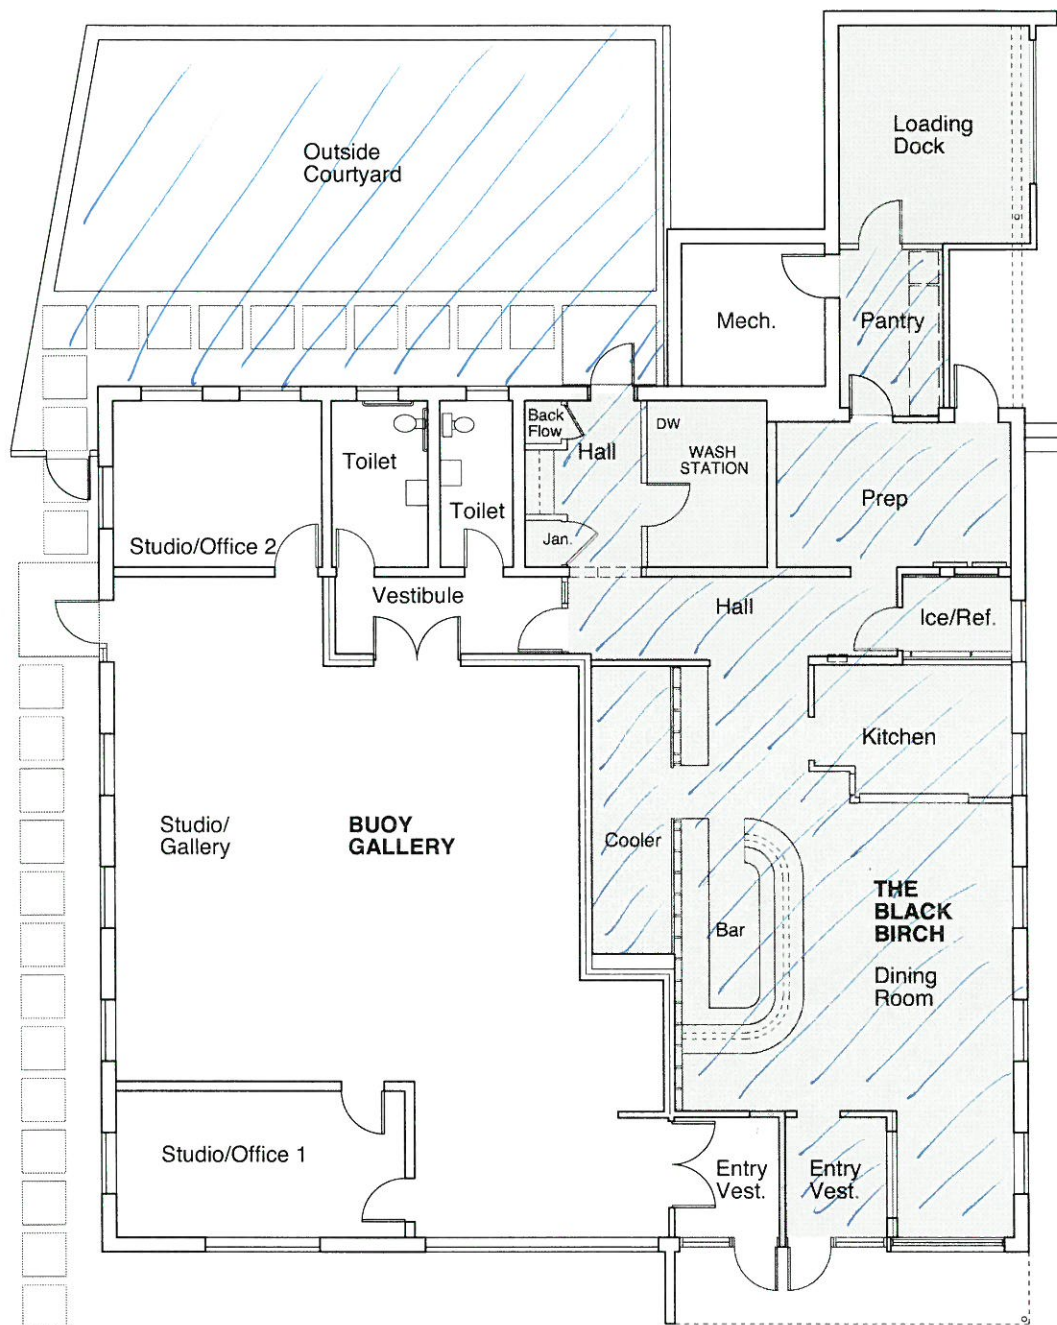 Outside
Courtyard
Loading
Dock
Mech.
Pantry
Back
Flow
Hall
DW
WASH
STATION
Toilet
Toilet
Prep
Jan.
Studio/Office 2
Vestibule
Hall
Ice/Ref.
Kitchen
Studio/
Gallery
BUOY
GALLERY
Cooler
Bar
THE
BLACK
BIRCH
Dining
Room
Studio/Office 1
Entry
Vest.
Entry
Vest.